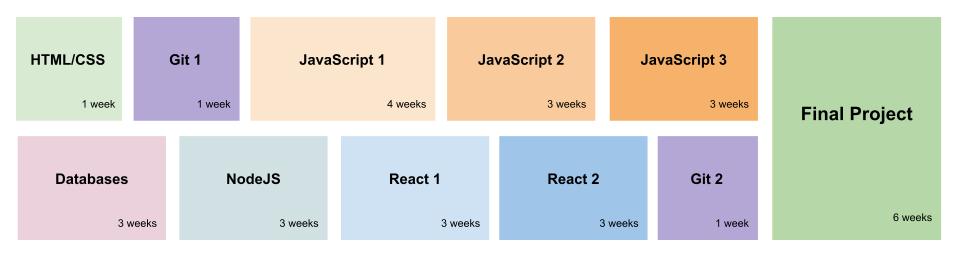 HTML/CSS
1 week
Git 1
1 week
JavaScript 1
4 weeks
JavaScript 2
3 weeks
JavaScript 3
3 weeks
Final Project
6 weeks
Databases
3 weeks
NodeJS
3 weeks
React 1
3 weeks
React 2
3 weeks
Git 2
1 week